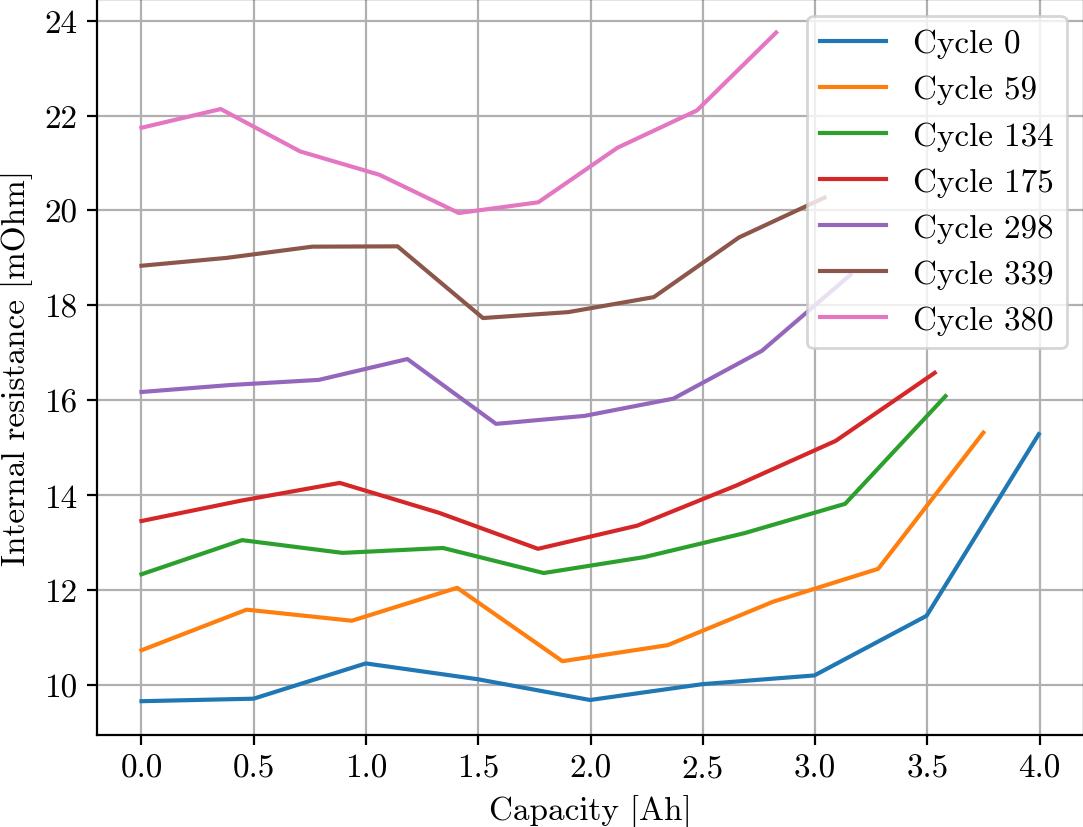 24
22
20
18
16
14
12
10
Internal resistance [mOhm]
Cycle 0
Cycle 59
Cycle 134
Cycle 175
Cycle 298
Cycle 339
Cycle 380
0.0 0.5 1.0 1.5 2.0 2.5 3.0 3.5 4.0
Capacity [Ah]